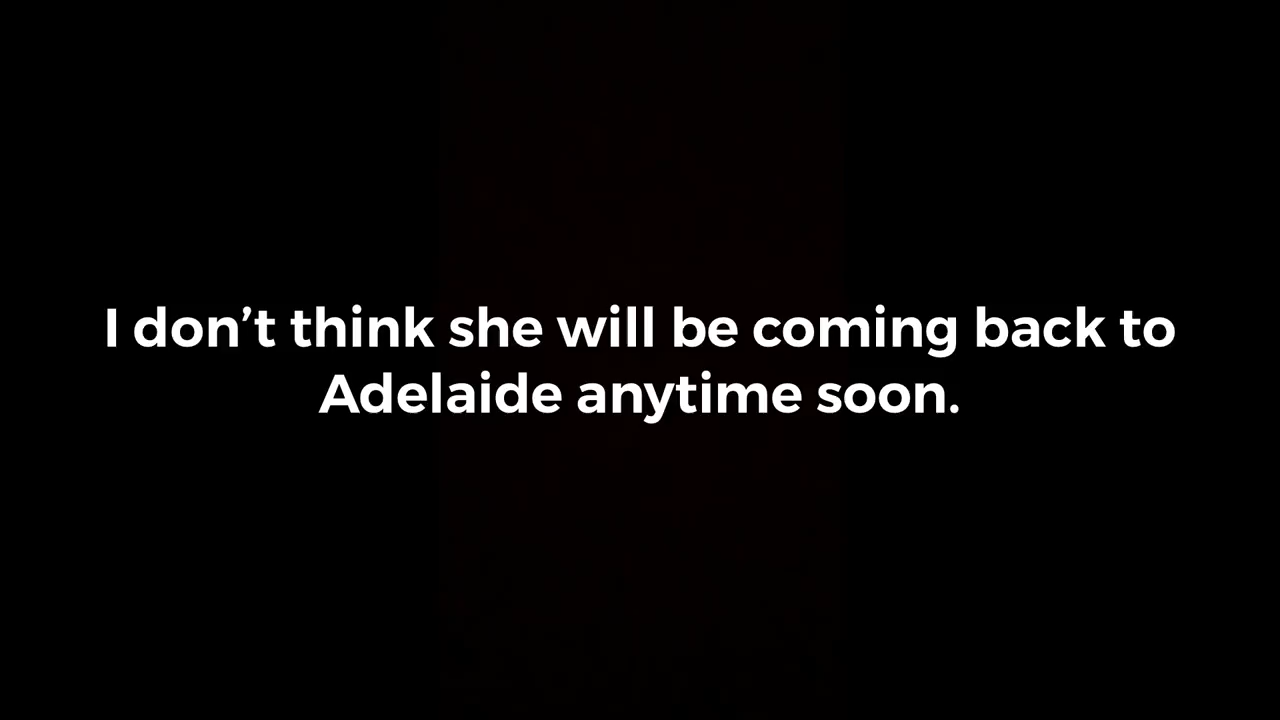 I don’t think she will be coming back to
Adelaide anytime soon.